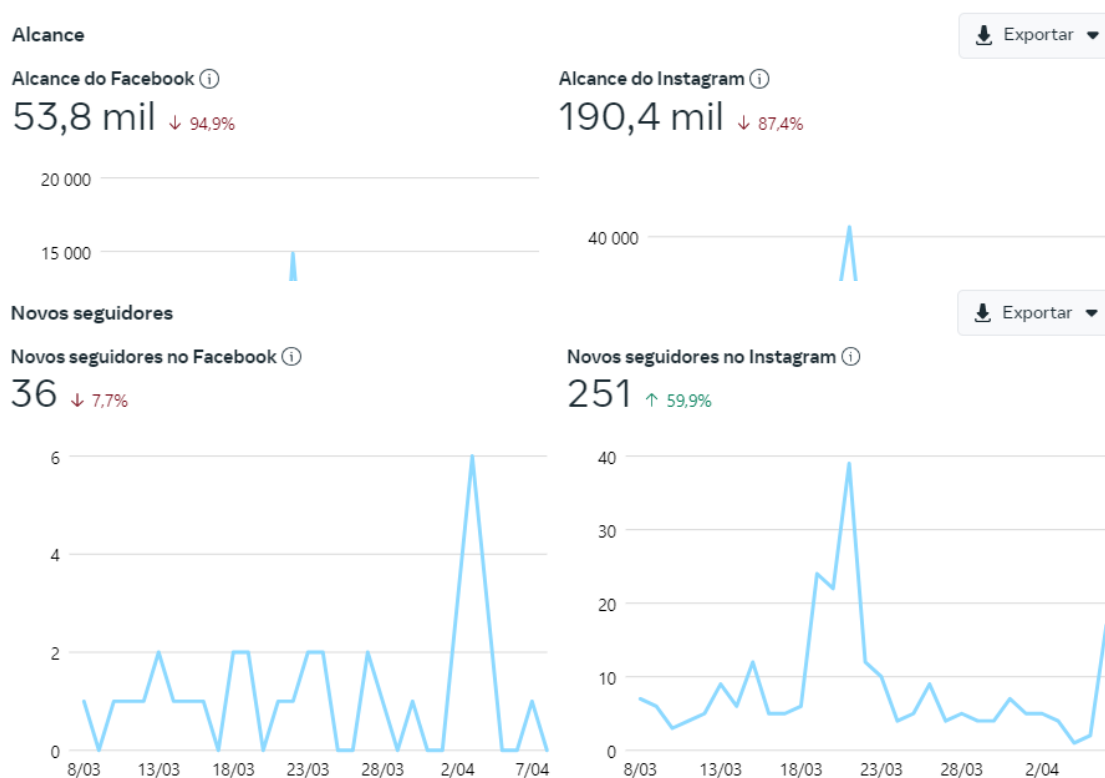 Alcance
Exportar
Alcance do Facebook
53,8 mil ↓ 94,9%
20 000
15 000
Alcance do Instagram
190,4 mil ↓ 87,4%
40 000
Novos seguidores
Exportar
Novos seguidores no Facebook
36 ↓ 7,7%
6
4
2
0
8/03 13/03 18/03 23/03 28/03 2/04 7/04
Novos seguidores no Instagram
251 ↑ 59,9%
40
30
20
10
0
8/03 13/03 18/03 23/03 28/03 2/04